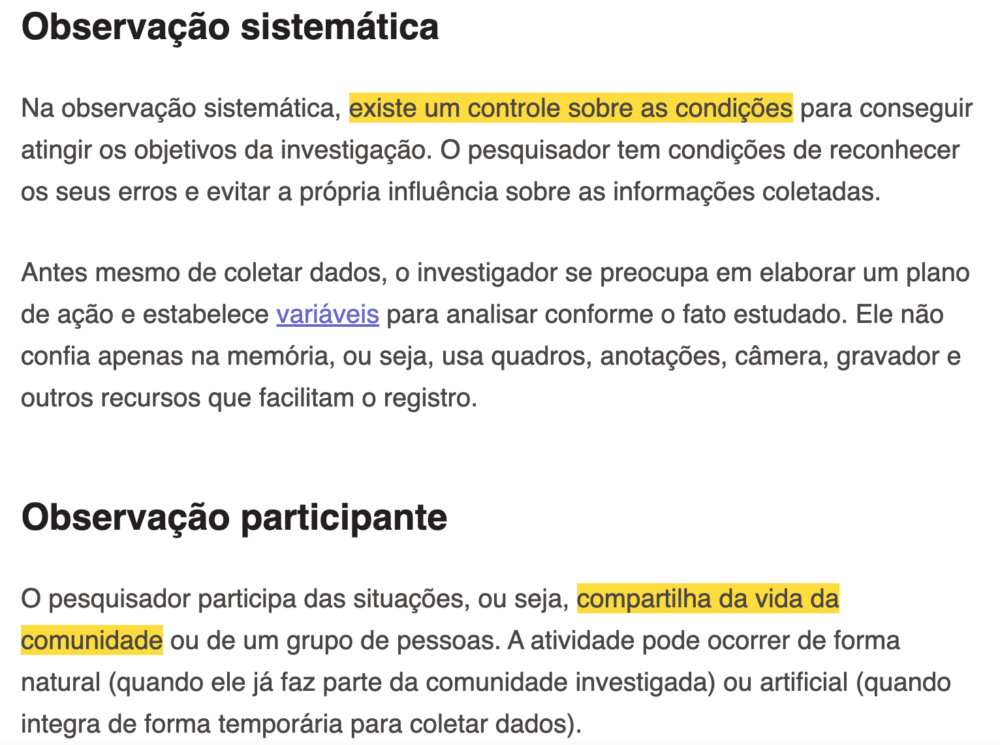 Observação sistemática
Na observação sistemática, existe um controle sobre as condições para conseguir
atingir os objetivos da investigação. O pesquisador tem condições de reconhecer
os seus erros e evitar a própria influência sobre as informações coletadas.
Antes mesmo de coletar dados, o investigador se preocupa em elaborar um plano
de ação e estabelece variáveis para analisar conforme o fato estudado. Ele não
confia apenas na memória, ou seja, usa quadros, anotações, câmera, gravador e
outros recursos que facilitam o registro.
Observação participante
O pesquisador participa das situações, ou seja, compartilha da vida da
comunidade ou de um grupo de pessoas. A atividade pode ocorrer de forma
natural (quando ele já faz parte da comunidade investigada) ou artificial (quando
integra de forma temporária para coletar dados).